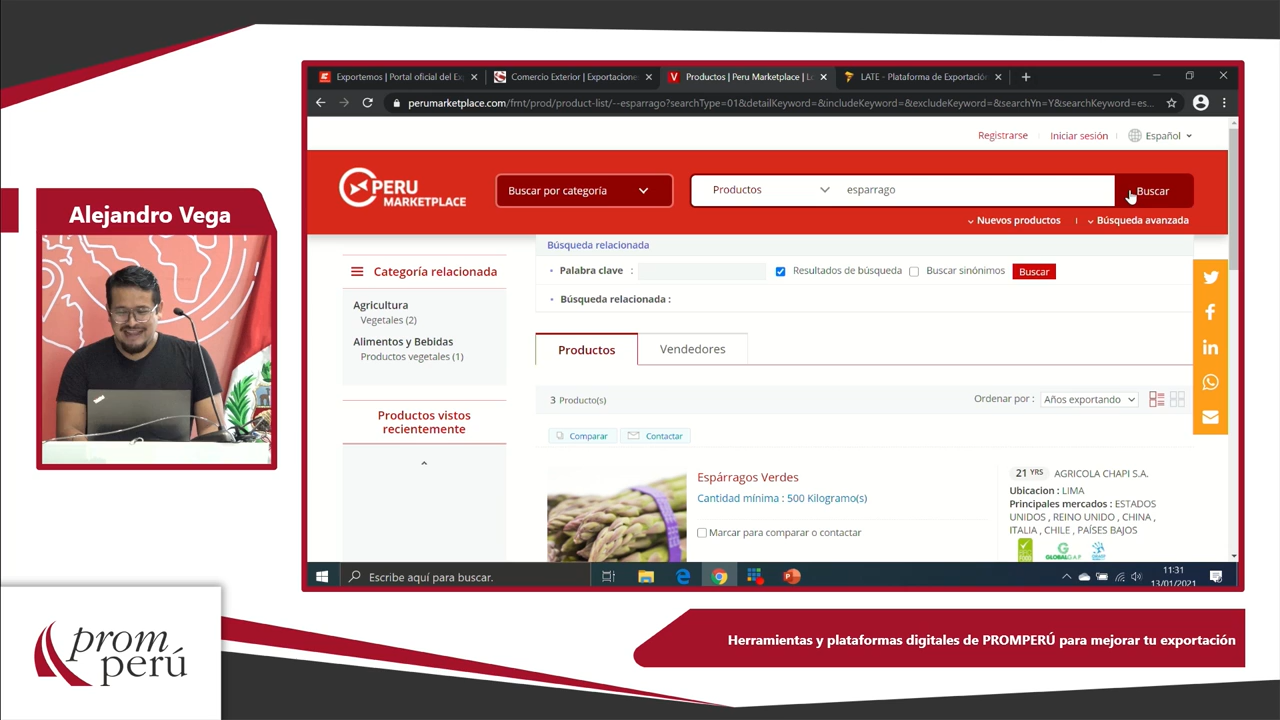 Alejandro Vega
Exportemos | Portal oficial del Ex
Comercio Exterior | Exportacione
Productos | Peru Marketplace | Lo
LATE - Plataforma de Exportació
perumarketplace.com/fmt/prod/product-list/--esparrago?searchType=01&detailKeyword=&includeKeyword=&excludeKeyword=&searchYn=Y&searchKeyword=es...
Registrarse
Iniciar sesión
Español
PERU
MARKETPLACE
Buscar por categoría
Productos
esparrago
Buscar
Nuevos productos
Búsqueda avanzada
Categoría relacionada
Agricultura
Vegetales (2)
Alimentos y Bebidas
Productos vegetales (1)
Productos vistos
recientemente
Búsqueda relacionada
Palabra clave :
Resultados de búsqueda
Buscar sinónimos
Buscar
Búsqueda relacionada :
Productos
Vendedores
3 Producto(s)
Ordenar por :
Años exportando
Comparar
Contactar
Espárragos Verdes
Cantidad mínima : 500 Kilogramo(s)
Marcar para comparar o contactar
21 YRS AGRICOLA CHAPI S.A.
Ubicacion : LIMA
Principales mercados : ESTADOS
UNIDOS , REINO UNIDO , CHINA ,
ITALIA , CHILE , PAÍSES BAJOS
GLOBALG.A.P
Escribe aquí para buscar.
11:31
13/01/2021
prom
perú
Herramientas y plataformas digitales de PROMPERÚ para mejorar tu exportación